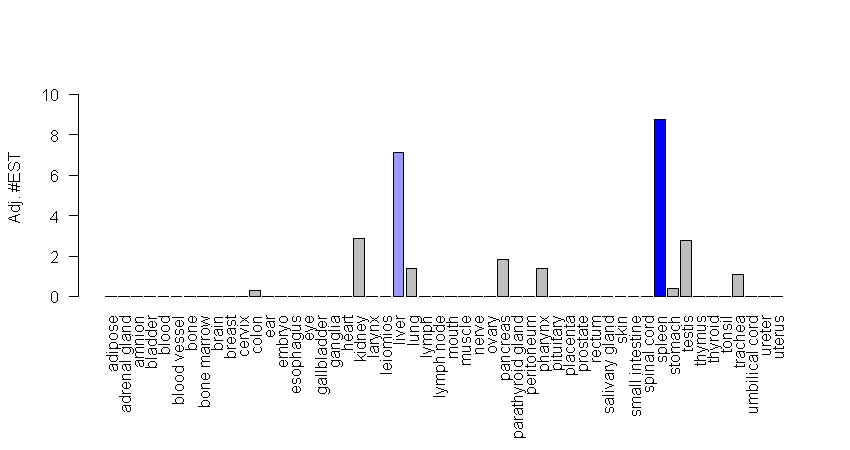 Adj. #EST
10
8
6
4
2
0
adipose
adrenal gland
amnion
bladder
blood
blood vessel
bone
bone marrow
brain
breast
cervix
colon
ear
embryo
esophagus
eye
gallbladder
ganglia
heart
kidney
larynx
leiomios
liver
lung
lymph
lymph node
mouth
muscle
nerve
ovary
pancreas
parathyroid gland
peritoneum
pharynx
pituitary
placenta
prostate
rectum
salivary gland
skin
small intestine
spinal cord
spleen
stomach
testis
thymus
thyroid
tonsil
trachea
umbilical cord
ureter
uterus